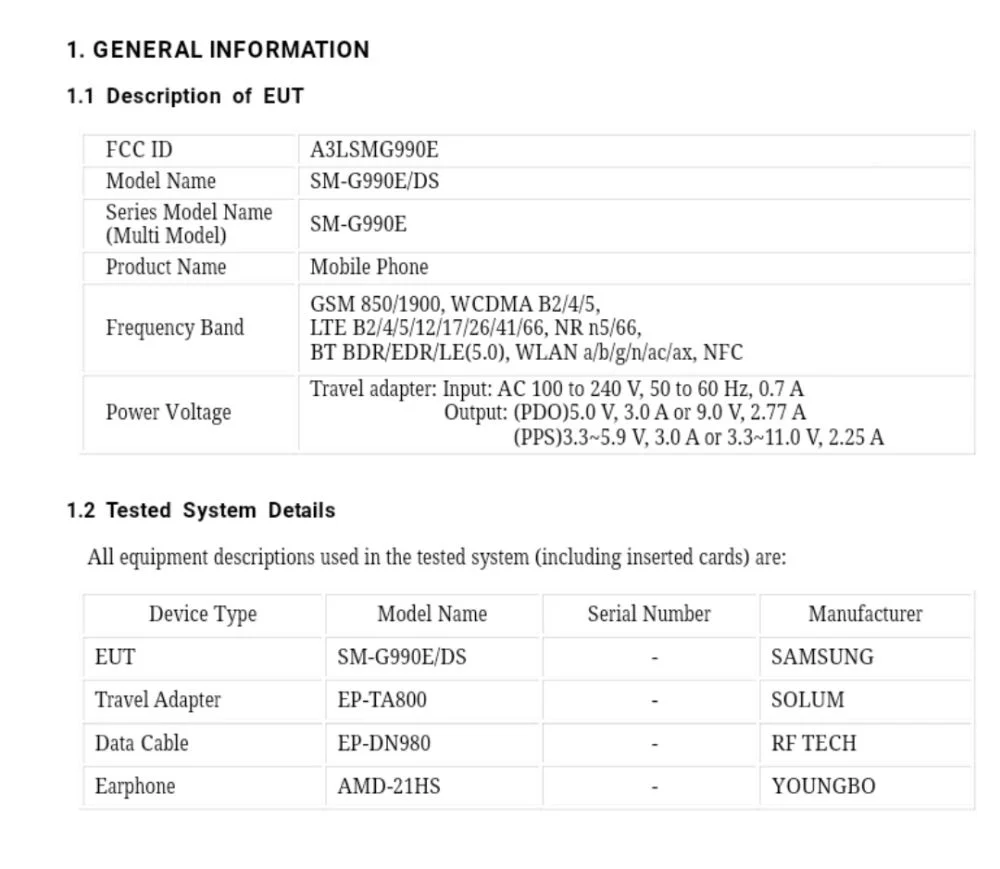 1. GENERAL INFORMATION
1.1 Description of EUT
FCC ID A3LSMG990E
Model Name SM-G990E/DS
Series Model Name
(Multi Model) SM-G990E
Product Name Mobile Phone
Frequency Band GSM 850/1900, WCDMA B2/4/5,
LTE B2/4/5/12/17/26/41/66, NR n5/66,
BT BDR/EDR/LE(5.0), WLAN a/b/g/n/ac/ax, NFC
Power Voltage Travel adapter: Input: AC 100 to 240 V, 50 to 60 Hz, 0.7 A
Output: (PDO)5.0 V, 3.0 A or 9.0 V, 2.77 A
(PPS)3.3~5.9 V, 3.0 A or 3.3~11.0 V, 2.25 A
1.2 Tested System Details
All equipment descriptions used in the tested system (including inserted cards) are:
Device Type Model Name Serial Number Manufacturer
EUT SM-G990E/DS - SAMSUNG
Travel Adapter EP-TA800 - SOLUM
Data Cable EP-DN980 - RF TECH
Earphone AMD-21HS - YOUNGBO